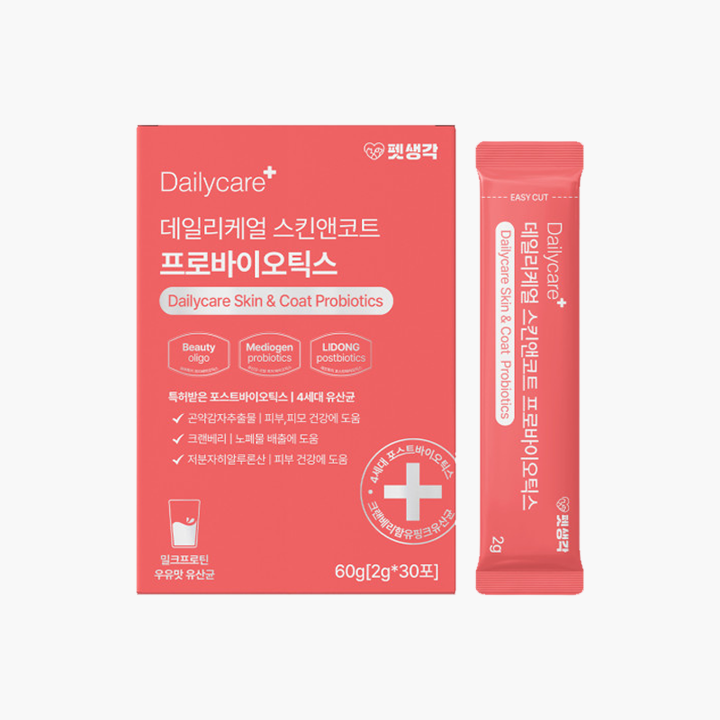 펫생각
Dailycare+
데일리케얼 스킨앤코트
프로바이오틱스
Dailycare Skin & Coat Probiotics
Beauty
oligo
Mediogen
probiotics
LIDONG
postbiotics
특허받은 포스트바이오틱스 | 4세대 유산균
곤약감자추출물 | 피부,피모 건강에 도움
크랜베리 | 노폐물 배출에 도움
저분자히알루론산 | 피부 건강에 도움
4세대 포스트바이오틱스
크랜베리함유핑크유산균
밀크프로틴
우유맛 유산균
60g[2g*30포]
EASY CUT
Dailycare+
데일리케얼 스킨앤코트 프로바이오틱스
Dailycare Skin & Coat Probiotics
펫생각
2g